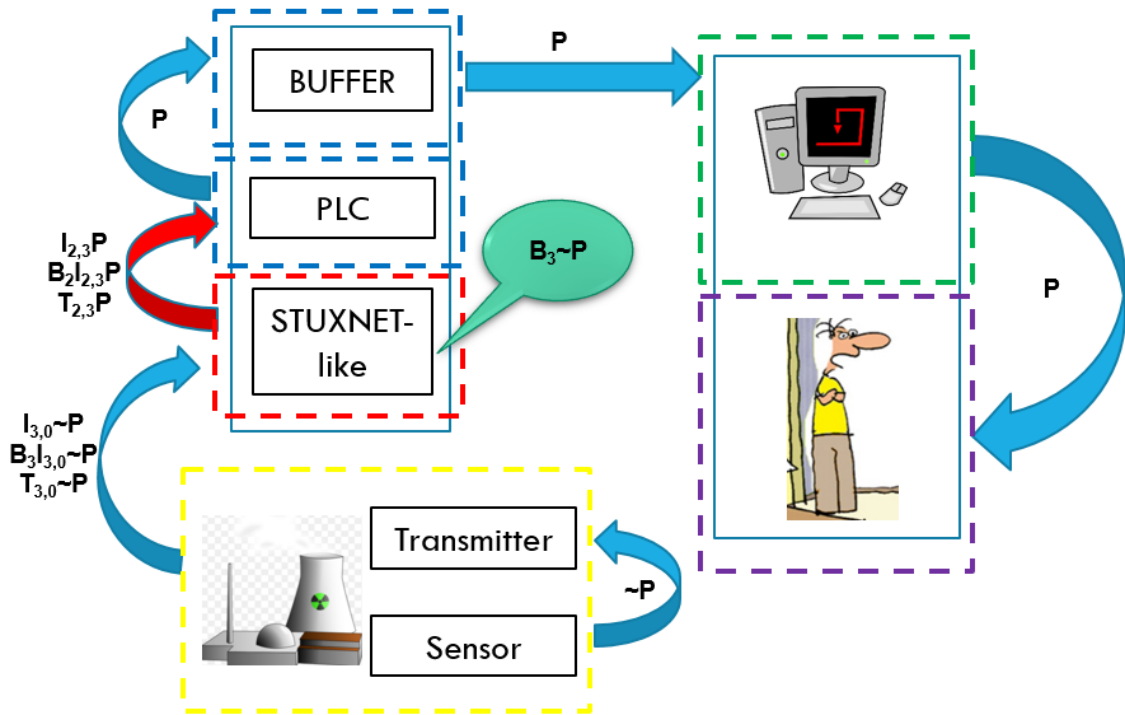 BUFFER
P
P
PLC
I2,3P
B2I2,3P
T2,3P
B3~P
STUXNET-
like
P
I3,0~P
B3I3,0~P
T3,0~P
Transmitter
~P
Sensor